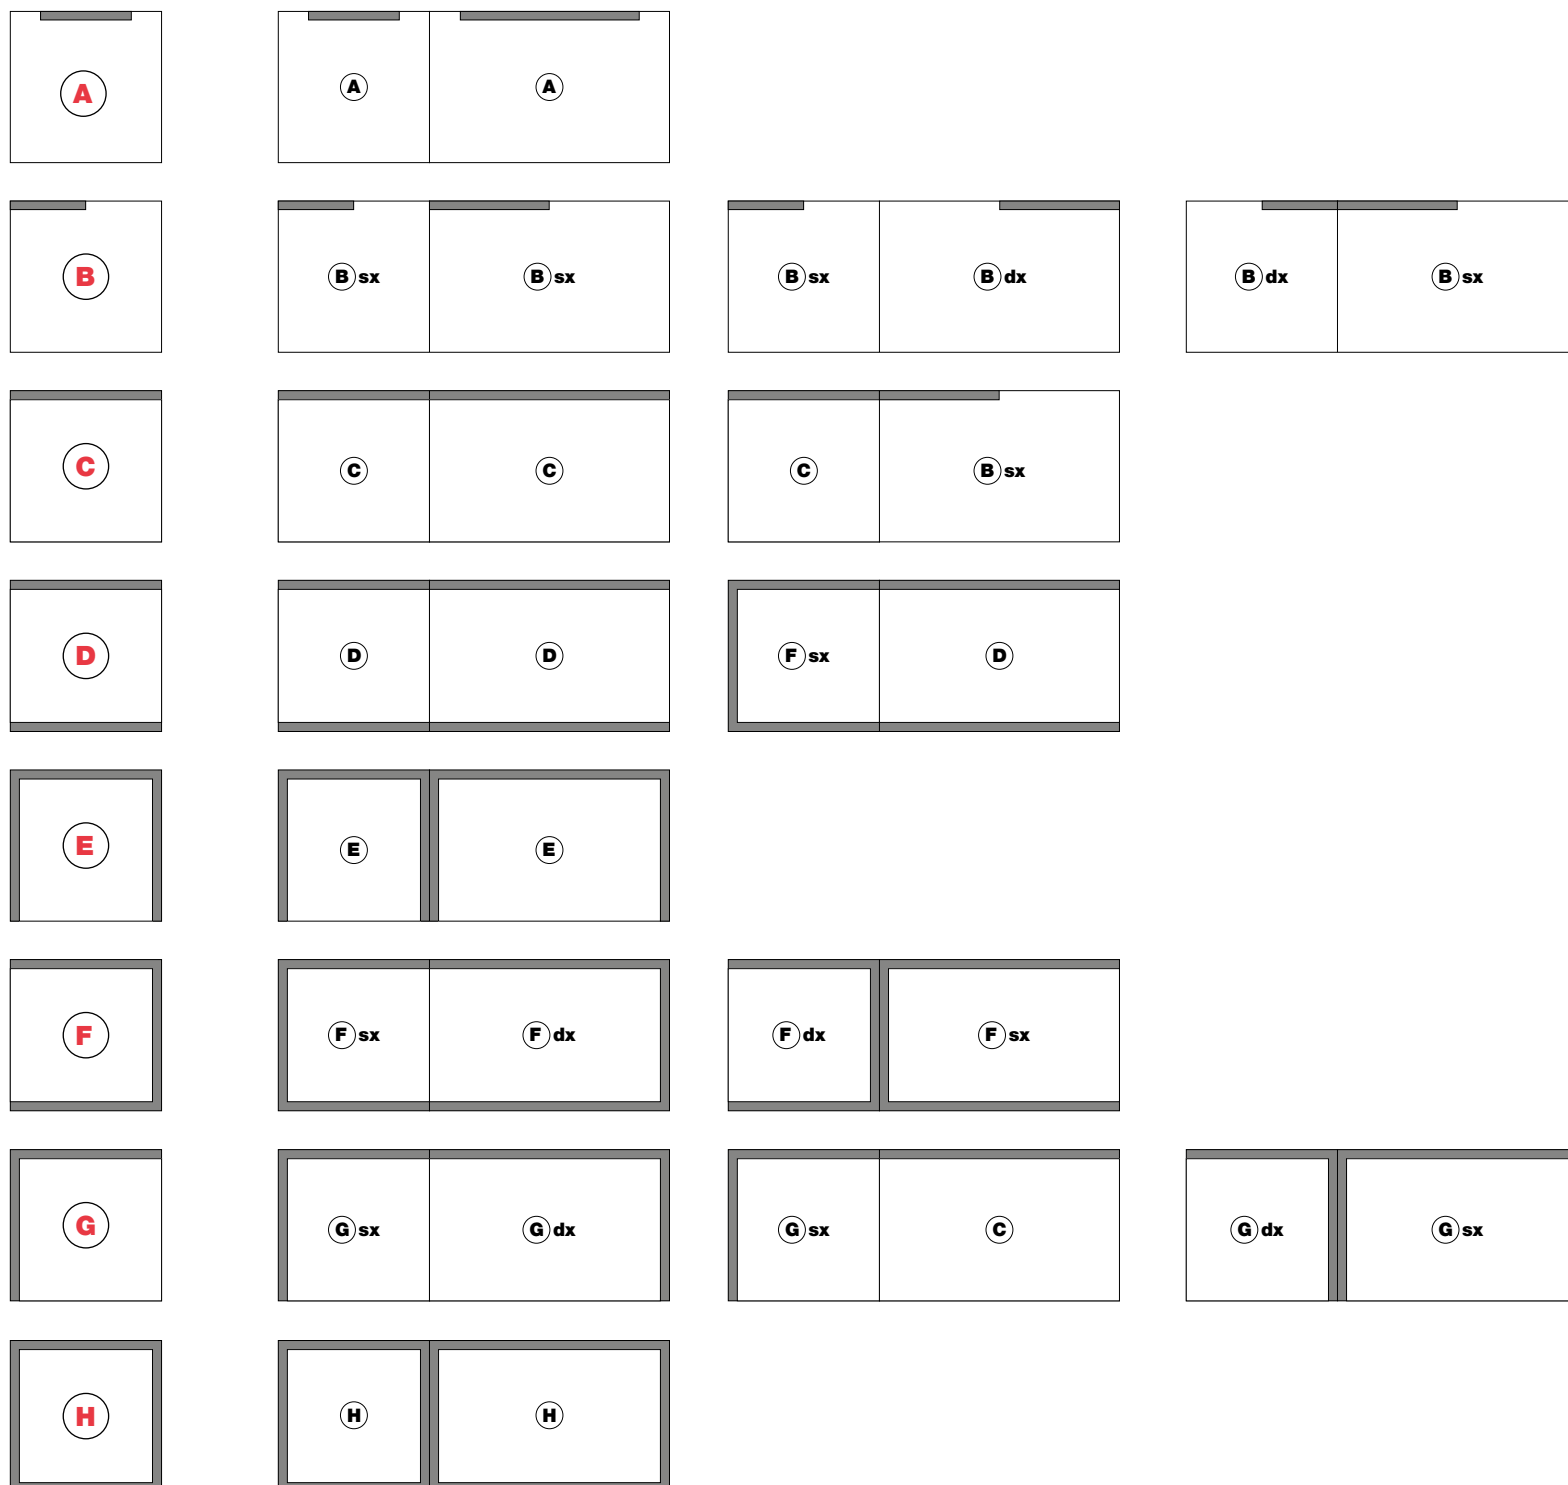 A A A
B B sx B sx B sx B dx B dx B sx
C C C C B sx
D D D F sx D
E E E
F F sx F dx F dx F sx
G G sx G dx G sx C G dx G sx
H H H